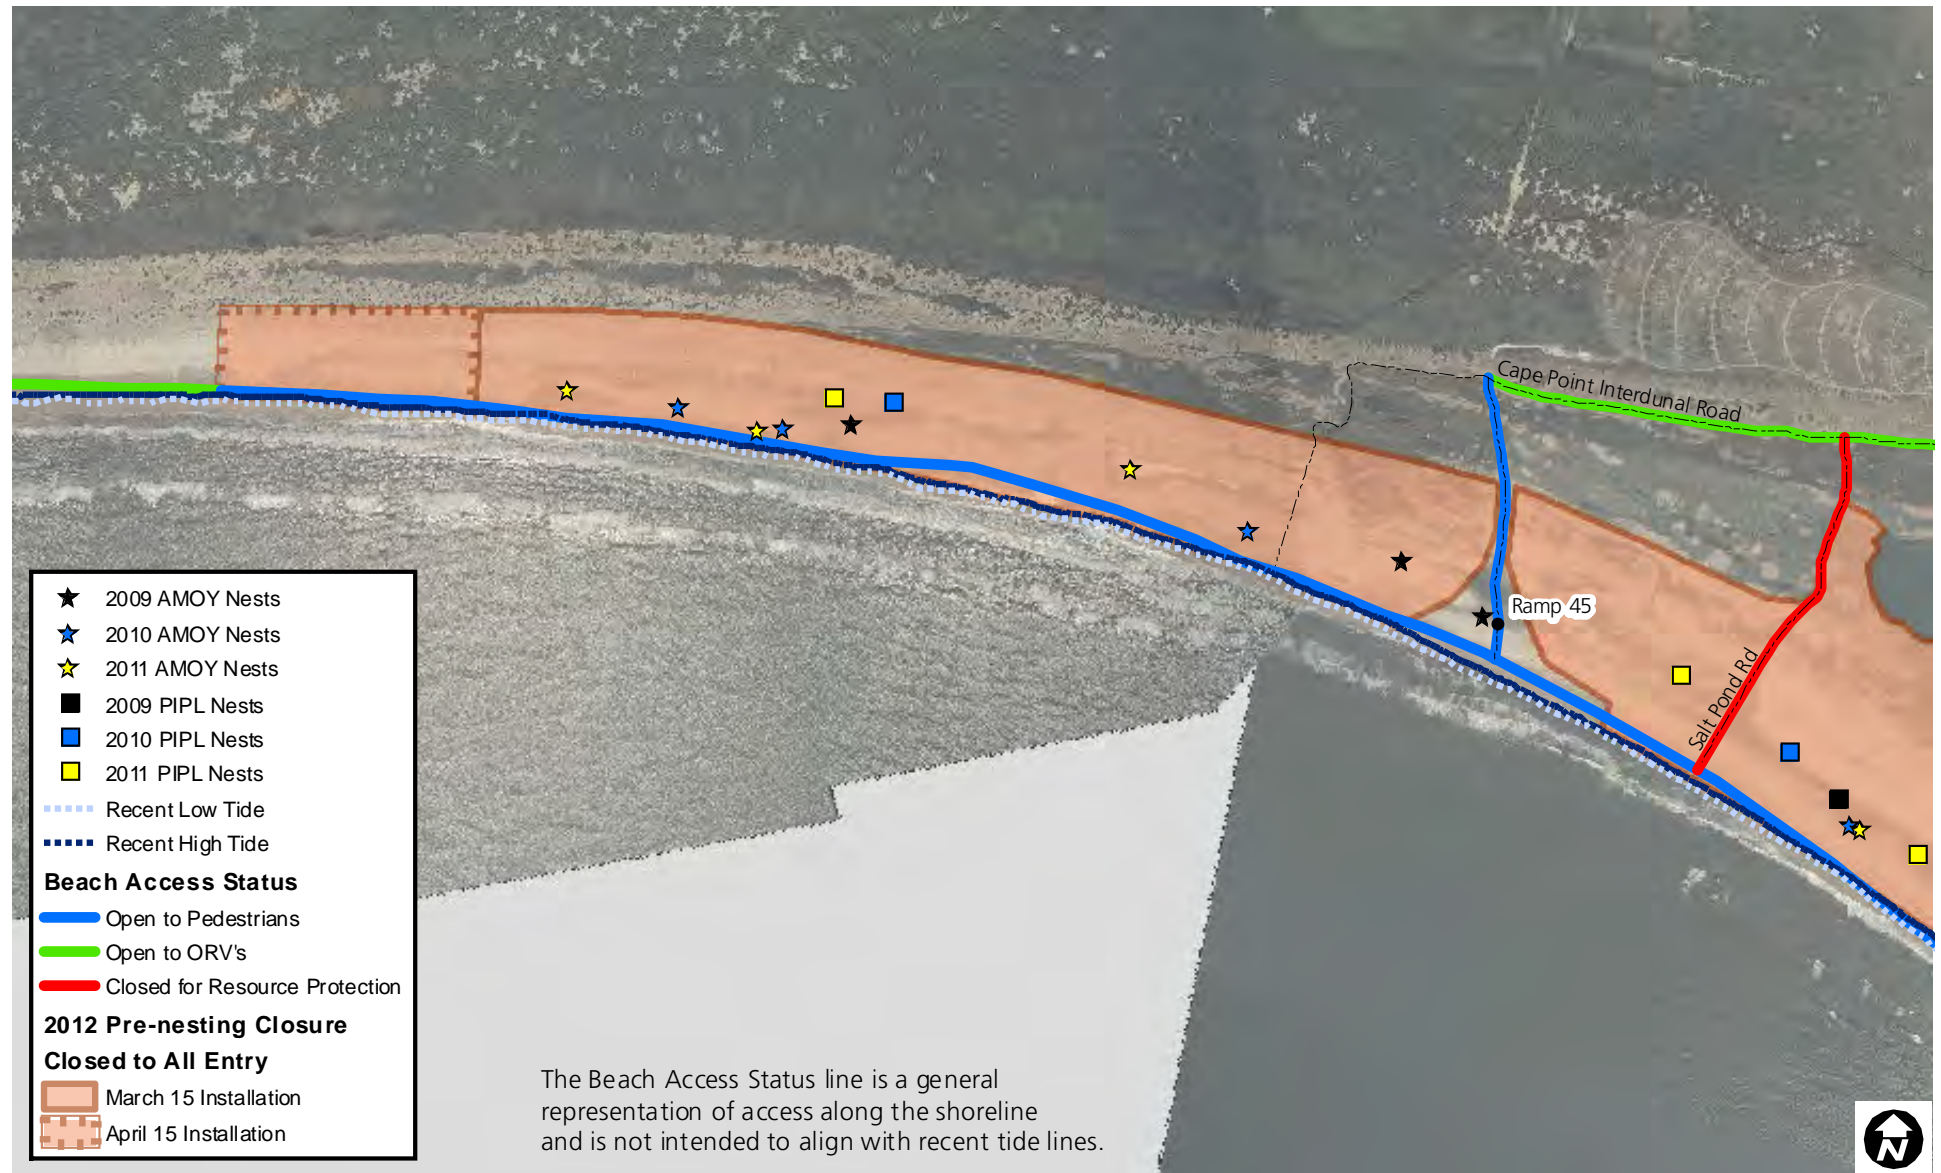 Cape Point Interdunal Road
Ramp 45
Salt Pond Rd
2009 AMOY Nests
2010 AMOY Nests
2011 AMOY Nests
2009 PIPL Nests
2010 PIPL Nests
2011 PIPL Nests
Recent Low Tide
Recent High Tide
Beach Access Status
Open to Pedestrians
Open to ORV's
Closed for Resource Protection
2012 Pre-nesting Closure
Closed to All Entry
March 15 Installation
April 15 Installation
The Beach Access Status line is a general
representation of access along the shoreline
and is not intended to align with recent tide lines.
N